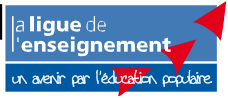 la ligue de
l'enseignement
un avenir par l'éducation populaire